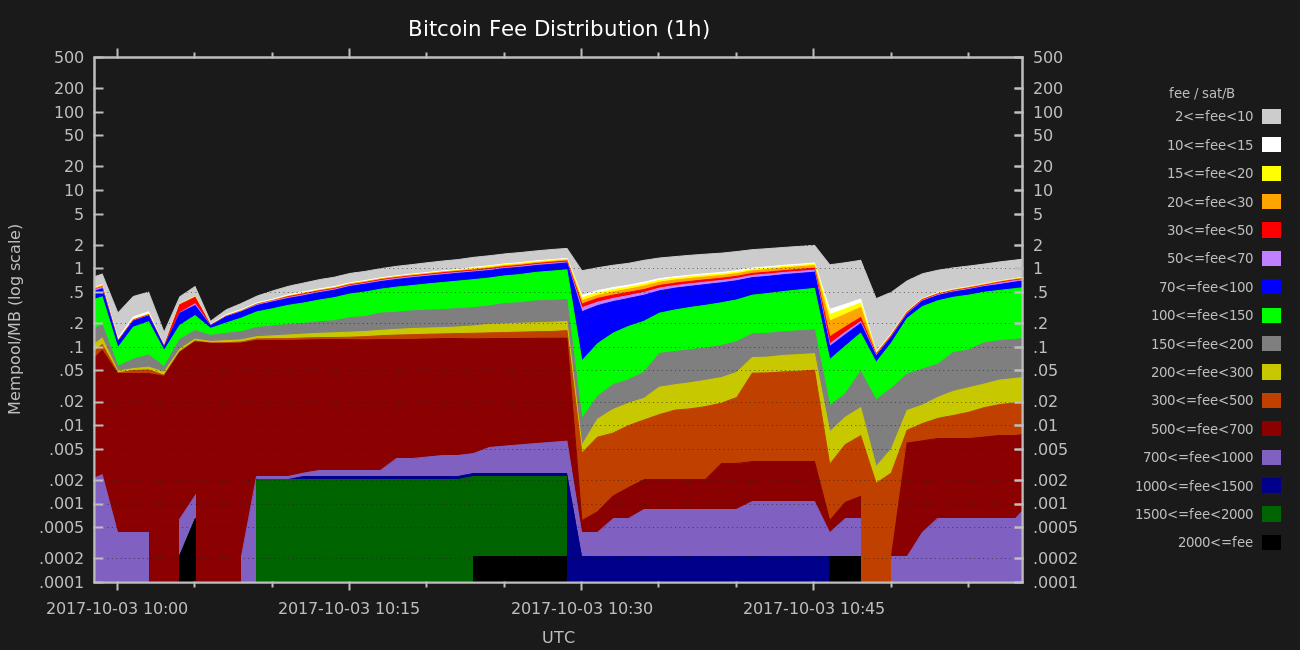 Bitcoin Fee Distribution (1h)
Mempool/MB (log scale)
500
200
100
50
20
10
5
2
1
.5
.2
.1
.05
.02
.01
.005
.002
.001
.0005
.0002
.0001
500
200
100
50
20
10
5
2
1
.5
.2
.1
.05
.02
.01
.005
.002
.001
.0005
.0002
.0001
2017-10-03 10:00
2017-10-03 10:15
2017-10-03 10:30
2017-10-03 10:45
UTC
fee / sat/B
2<=fee<10
10<=fee<15
15<=fee<20
20<=fee<30
30<=fee<50
50<=fee<70
70<=fee<100
100<=fee<150
150<=fee<200
200<=fee<300
300<=fee<500
500<=fee<700
700<=fee<1000
1000<=fee<1500
1500<=fee<2000
2000<=fee